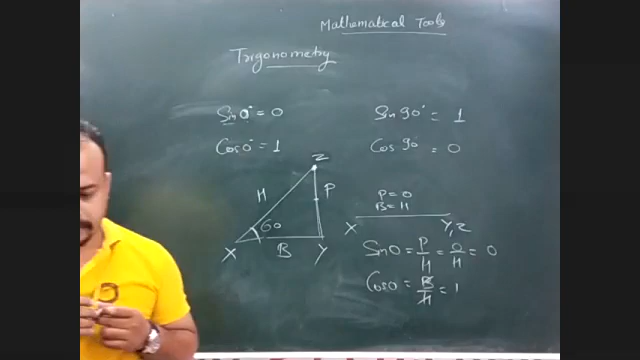 Mathematical Tools
Trigonometry
Sin 0° = 0
Sin 90° = 1
Cos 0° = 1
Cos 90° = 0
Z
H
P
60
X
B
Y
P = 0
B = H
X
Y, Z
Sin 0 = P/H = 0/H = 0
Cos 0 = B/H = 1